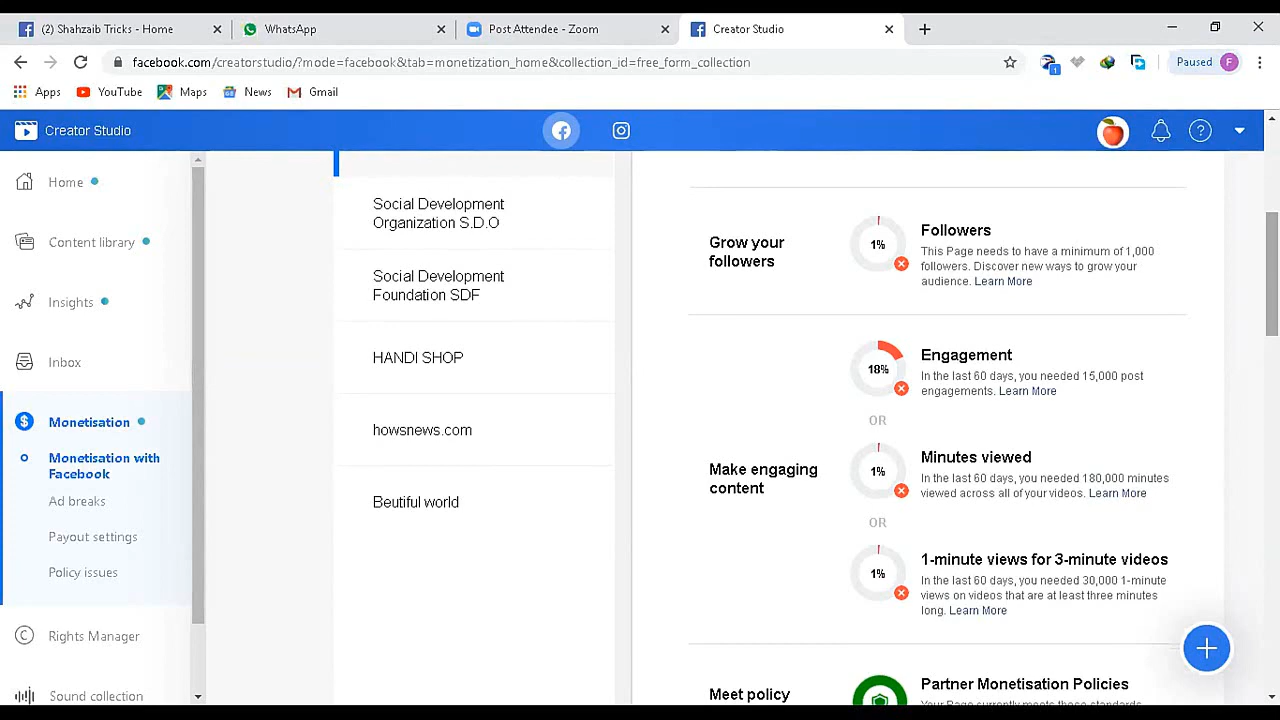 (2) Shahzaib Tricks - Home
WhatsApp
Post Attendee - Zoom
Creator Studio
facebook.com/creatorstudio/?mode=facebook&tab=monetization_home&collection_id=free_form_collection
1
Paused
F
Apps
YouTube
Maps
News
Gmail
Creator Studio
Home
Content library
Insights
Inbox
Monetisation
Monetisation with
Facebook
Ad breaks
Payout settings
Policy issues
Rights Manager
Sound collection
Social Development
Organization S.D.O
Social Development
Foundation SDF
HANDI SHOP
howsnews.com
Beutiful world
Grow your
followers
1%
Followers
This Page needs to have a minimum of 1,000
followers. Discover new ways to grow your
audience. Learn More
Make engaging
content
18%
Engagement
In the last 60 days, you needed 15,000 post
engagements. Learn More
OR
1%
Minutes viewed
In the last 60 days, you needed 180,000 minutes
viewed across all of your videos. Learn More
OR
1%
1-minute views for 3-minute videos
In the last 60 days, you needed 30,000 1-minute
views on videos that are at least three minutes
long. Learn More
Meet policy
Partner Monetisation Policies
Your Page currently meets these standards